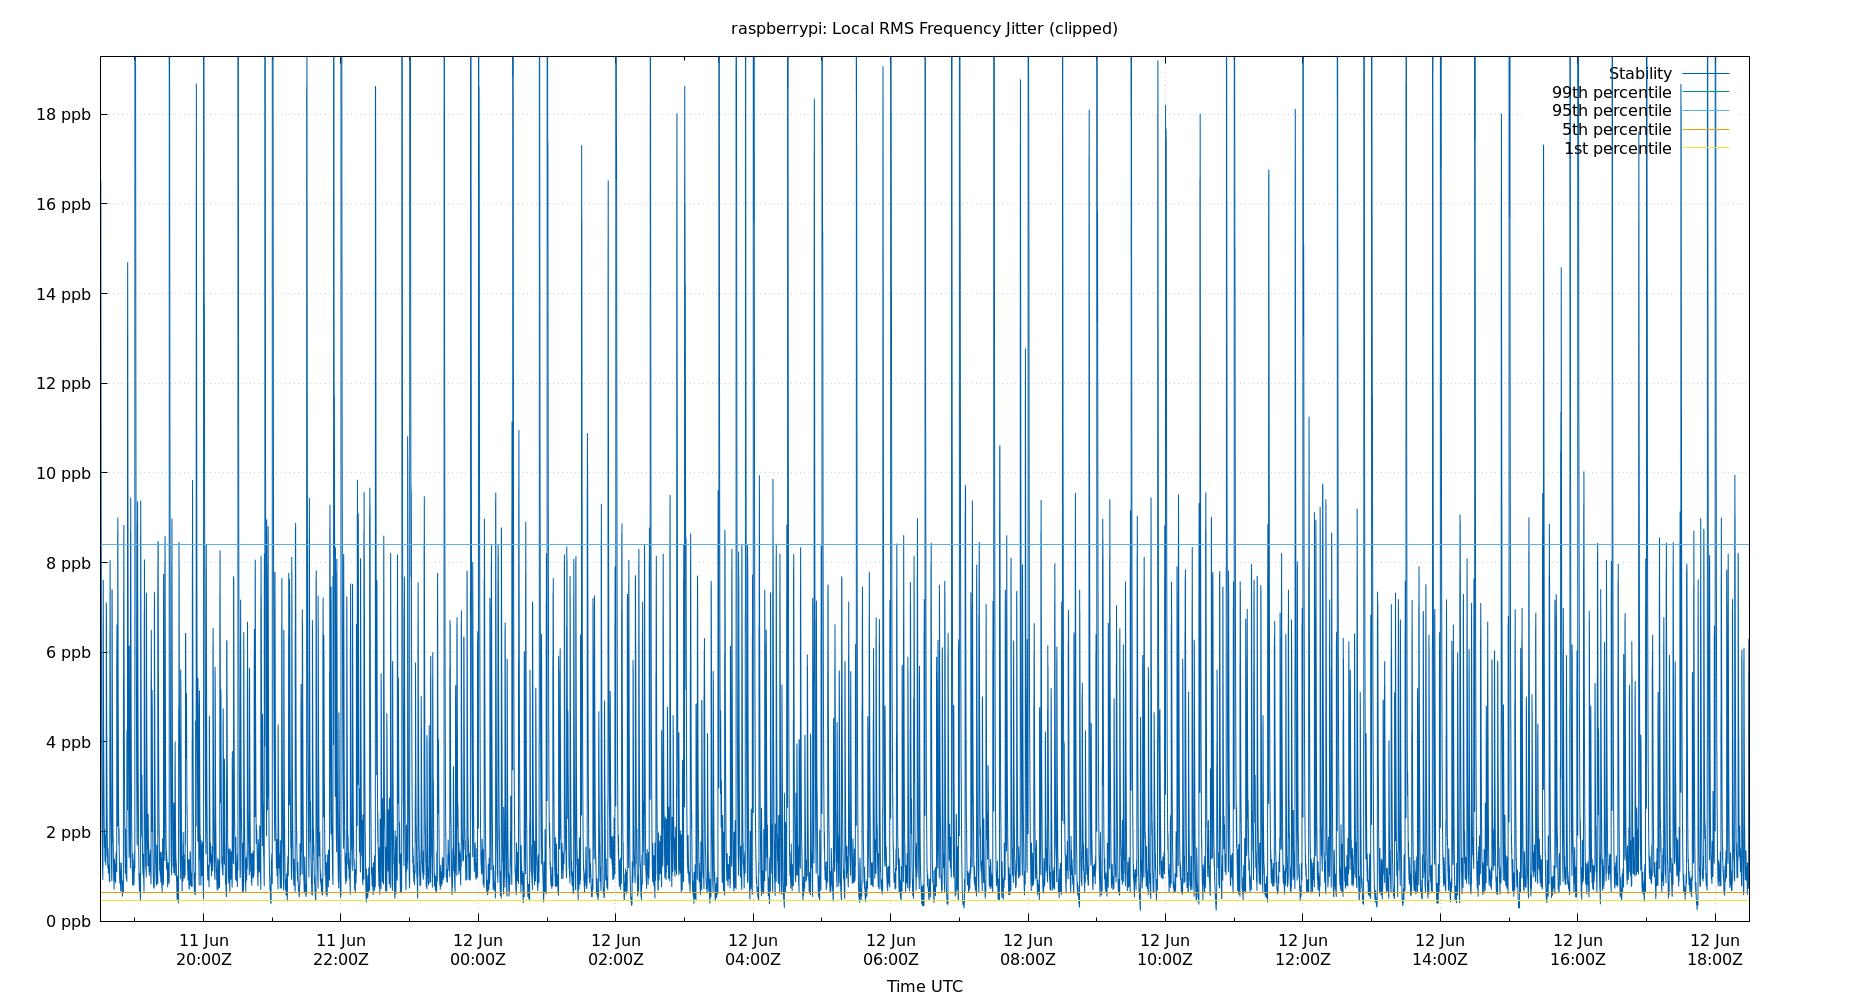 raspberrypi: Local RMS Frequency Jitter (clipped)
Stability
99th percentile
95th percentile
5th percentile
1st percentile
18 ppb
16 ppb
14 ppb
12 ppb
10 ppb
8 ppb
6 ppb
4 ppb
2 ppb
0 ppb
11 Jun 11 Jun 12 Jun 12 Jun 12 Jun 12 Jun 12 Jun 12 Jun 12 Jun 12 Jun 12 Jun 12 Jun
20:00Z 22:00Z 00:00Z 02:00Z 04:00Z 06:00Z 08:00Z 10:00Z 12:00Z 14:00Z 16:00Z 18:00Z
Time UTC